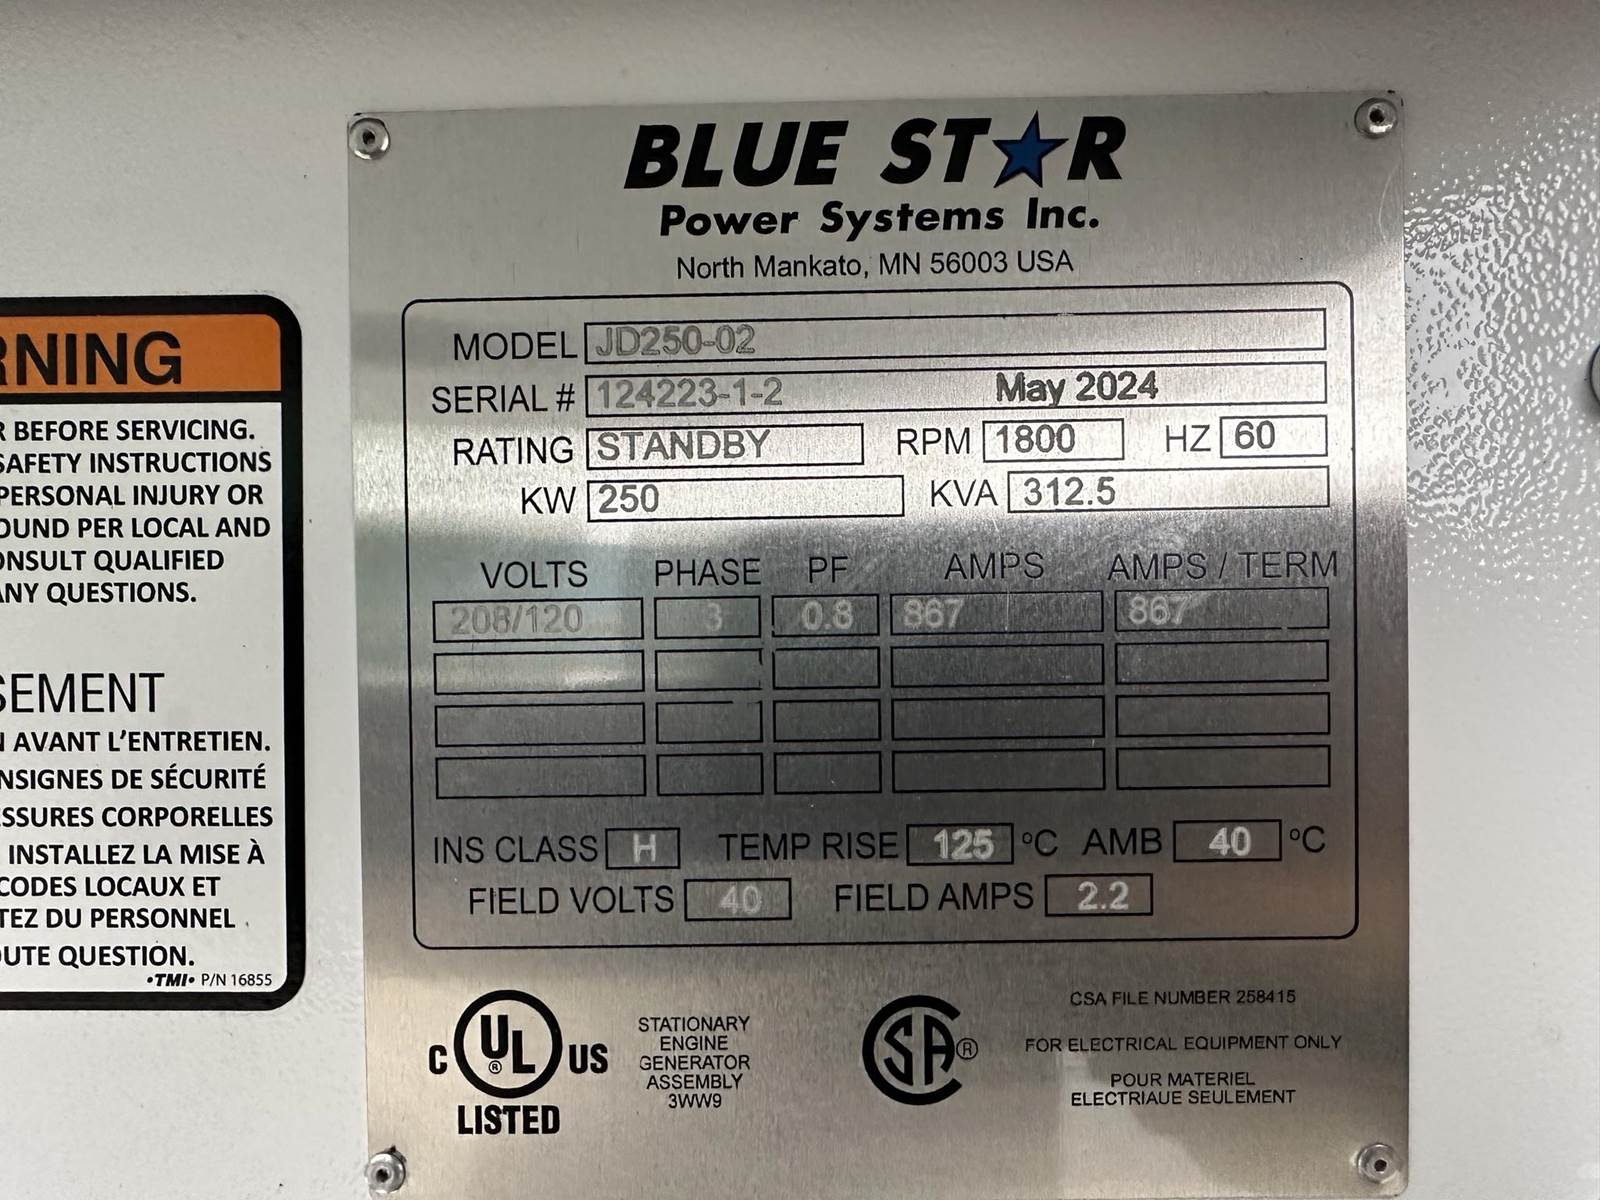 RNING
R BEFORE SERVICING.
SAFETY INSTRUCTIONS
PERSONAL INJURY OR
OUND PER LOCAL AND
ONSULT QUALIFIED
ANY QUESTIONS.
SEMENT
N AVANT L'ENTRETIEN.
NSIGNES DE SÉCURITÉ
ESSURES CORPORELLES
INSTALLEZ LA MISE À
CODES LOCAUX ET
TEZ DU PERSONNEL
OUTE QUESTION.
•TMI• P/N 16855
BLUE STAR
Power Systems Inc.
North Mankato, MN 56003 USA
MODEL JD250-02
SERIAL # 124223-1-2 May 2024
RATING STANDBY RPM 1800 HZ 60
KW 250 KVA 312.5
VOLTS PHASE PF AMPS AMPS / TERM
208/120 3 0.8 867 867
INS CLASS H TEMP RISE 125 °C AMB 40 °C
FIELD VOLTS 40 FIELD AMPS 2.2
C UL ® US
LISTED
STATIONARY
ENGINE
GENERATOR
ASSEMBLY
3WW9
SA ®
CSA FILE NUMBER 258415
FOR ELECTRICAL EQUIPMENT ONLY
POUR MATERIEL
ELECTRIAUE SEULEMENT